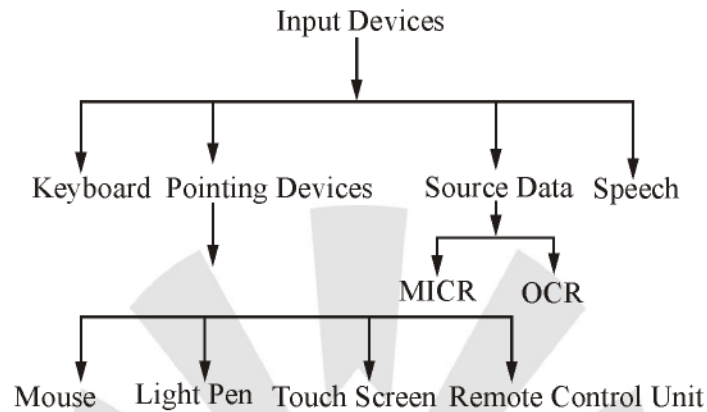 Input Devices
Keyboard Pointing Devices Source Data Speech
MICR OCR
Mouse Light Pen Touch Screen Remote Control Unit